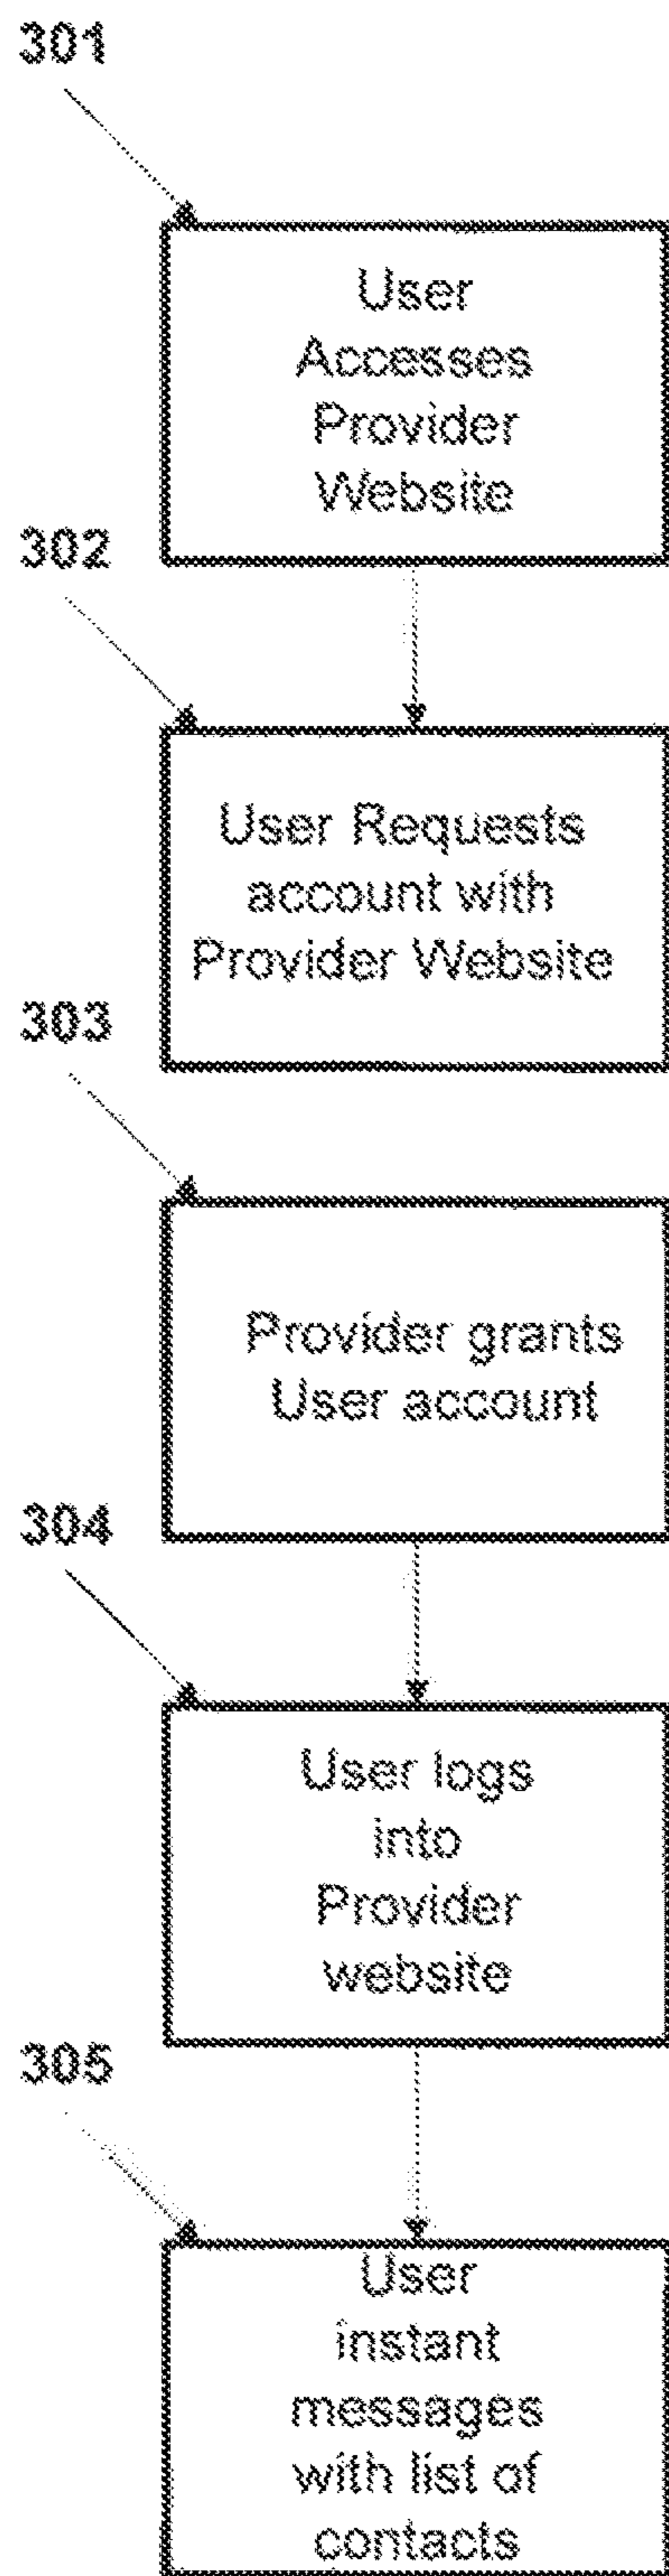 301
User
Accesses
Provider
Website
302
User Requests
account with
Provider Website
303
Provider grants
User account
304
User logs
into
Provider
website
305
User
instant
messages
with list of
contacts